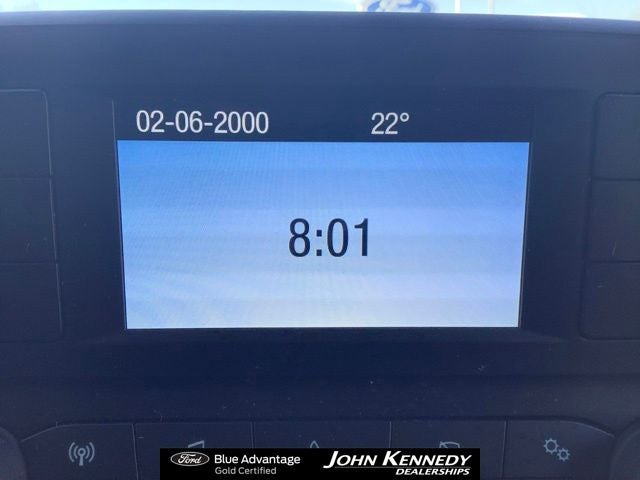 02-06-2000 22°
8:01
Ford Blue Advantage JOHN KENNEDY
Gold Certified DEALERSHIPS